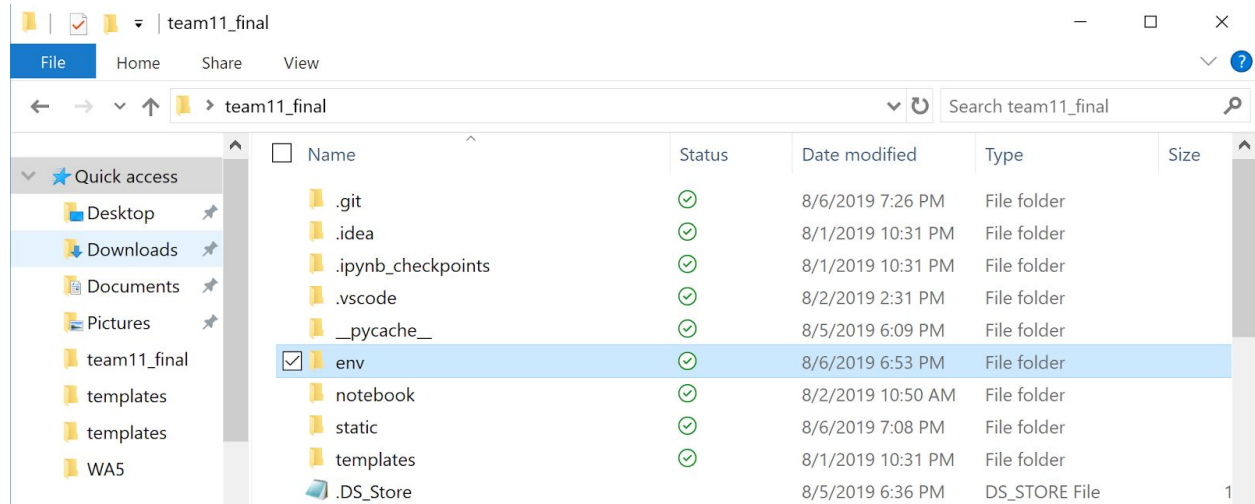 team11_final
File Home Share View
team11_final Search team11_final
Name Status Date modified Type Size
Quick access
.git 8/6/2019 7:26 PM File folder
Desktop
.idea 8/1/2019 10:31 PM File folder
Downloads
.ipynb_checkpoints 8/1/2019 10:31 PM File folder
Documents
.vscode 8/2/2019 2:31 PM File folder
Pictures
__pycache__ 8/5/2019 6:09 PM File folder
team11_final
env 8/6/2019 6:53 PM File folder
templates
notebook 8/2/2019 10:50 AM File folder
templates
static 8/6/2019 7:08 PM File folder
WA5
templates 8/1/2019 10:31 PM File folder
.DS_Store 8/5/2019 6:36 PM DS_STORE File 1